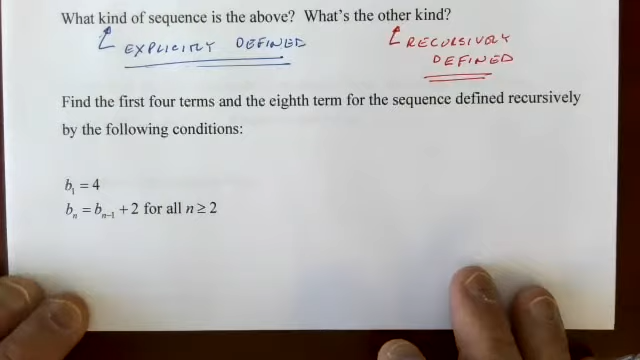 What kind of sequence is the above? What's the other kind?
EXPLICITLY DEFINED
RECURSIVELY
DEFINED
Find the first four terms and the eighth term for the sequence defined recursively
by the following conditions:
b₁ = 4
bₙ = bₙ₋₁ + 2 for all n ≥ 2